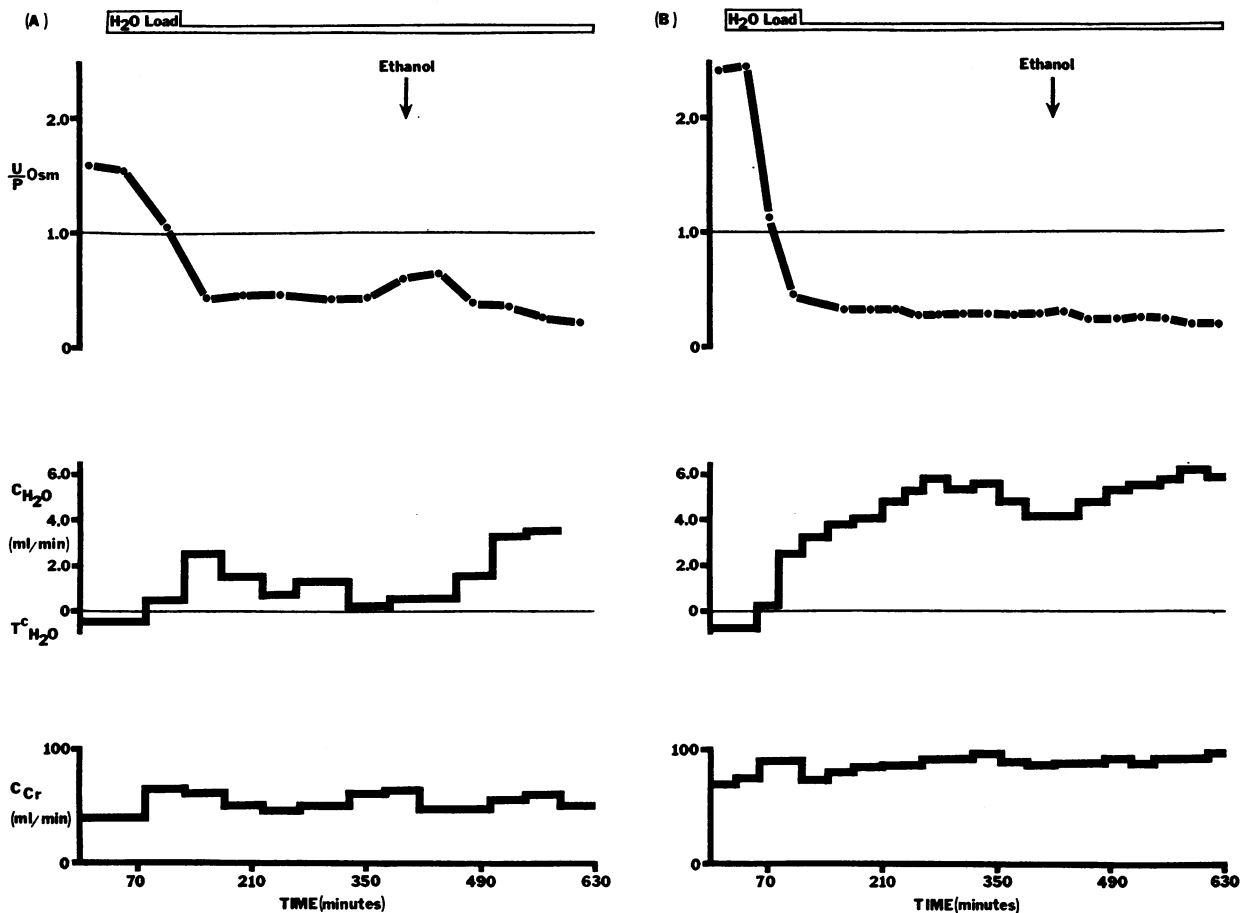 (A)
H2O Load
Ethanol
2.0
U/P Osm
1.0
0
6.0
CH2O
4.0
(ml/min)
2.0
0
TcH2O
100
CCr
(ml/min)
0
70 210 350 490 630
TIME(minutes)
(B)
H2O Load
Ethanol
2.0
1.0
0
6.0
4.0
2.0
0
100
0
70 210 350 490 630
TIME(minutes)